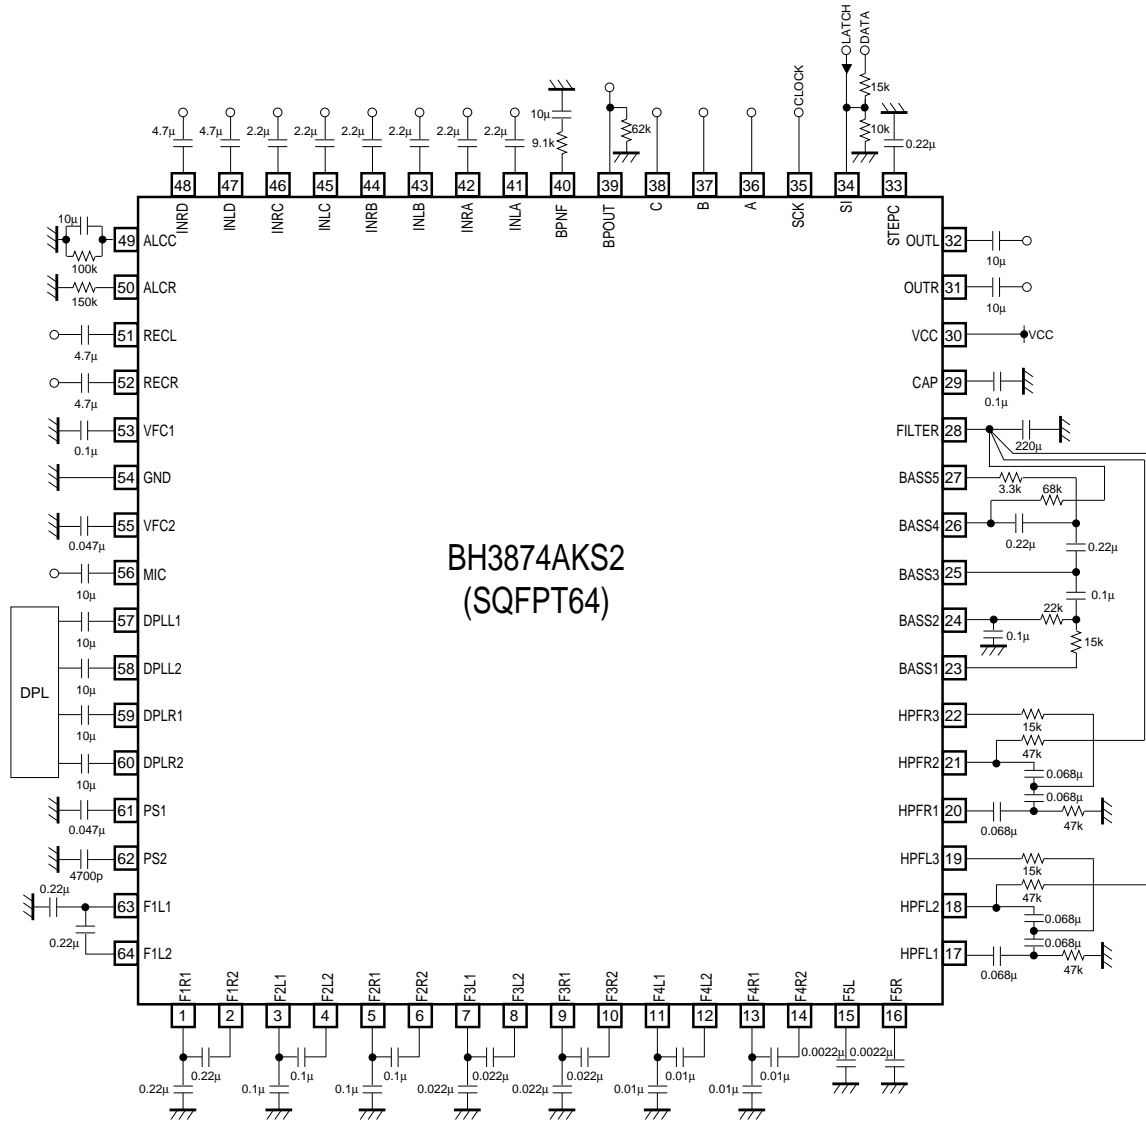 LATCH
DATA
CLOCK
15k
10k
0.22µ
4.7µ
4.7µ
2.2µ
2.2µ
2.2µ
2.2µ
2.2µ
2.2µ
10µ
9.1k
62k
48 47 46 45 44 43 42 41 40 39 38 37 36 35 34 33
INRD INLD INRC INLC INRB INLB INRA INLA BPNF BPOUT C B A SCK SI STEPC
10µ
49 ALCC
100k
50 ALCR
150k
51 RECL
4.7µ
52 RECR
4.7µ
53 VFC1
0.1µ
54 GND
55 VFC2
0.047µ
56 MIC
10µ
57 DPLL1
10µ
58 DPLL2
10µ
DPL
59 DPLR1
10µ
60 DPLR2
10µ
61 PS1
0.047µ
62 PS2
4700p
0.22µ
63 F1L1
0.22µ
64 F1L2
BH3874AKS2
(SQFPT64)
OUTL 32
10µ
OUTR 31
10µ
VCC 30
VCC
CAP 29
0.1µ
FILTER 28
220µ
BASS5 27
3.3k
68k
BASS4 26
0.22µ
0.22µ
BASS3 25
0.1µ
22k
BASS2 24
0.1µ
15k
BASS1 23
HPFR3 22
15k
47k
HPFR2 21
0.068µ
0.068µ
HPFR1 20
0.068µ
47k
HPFL3 19
15k
47k
HPFL2 18
0.068µ
0.068µ
HPFL1 17
0.068µ
47k
F1R1 F1R2 F2L1 F2L2 F2R1 F2R2 F3L1 F3L2 F3R1 F3R2 F4L1 F4L2 F4R1 F4R2 F5L F5R
1 2 3 4 5 6 7 8 9 10 11 12 13 14 15 16
0.22µ 0.1µ 0.1µ 0.022µ 0.022µ 0.01µ 0.01µ 0.0022µ 0.0022µ
0.22µ 0.1µ 0.1µ 0.022µ 0.022µ 0.01µ 0.01µ